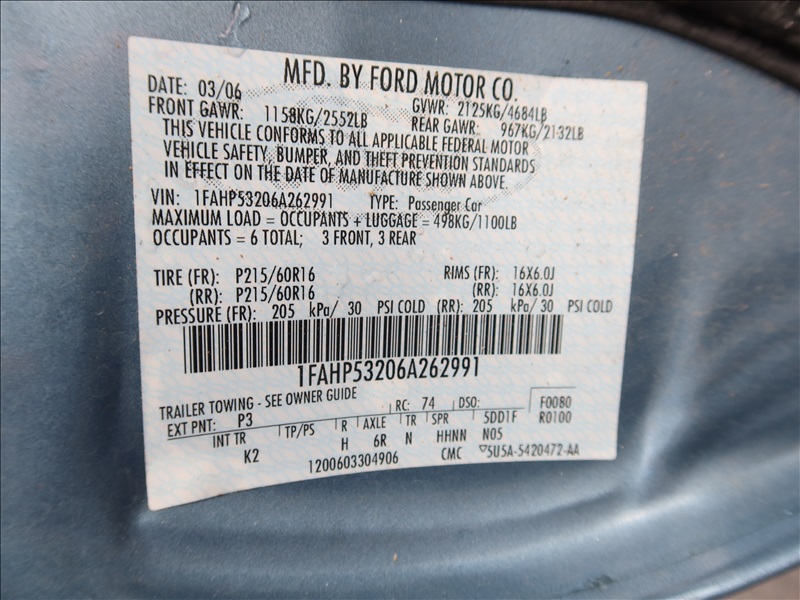 MFD. BY FORD MOTOR CO.
DATE: 03/06 GVWR: 2125KG/4684LB
FRONT GAWR: 1158KG/2552LB REAR GAWR: 967KG/2132LB
THIS VEHICLE CONFORMS TO ALL APPLICABLE FEDERAL MOTOR
VEHICLE SAFETY, BUMPER, AND THEFT PREVENTION STANDARDS
IN EFFECT ON THE DATE OF MANUFACTURE SHOWN ABOVE.
VIN: 1FAHP53206A262991 TYPE: Passenger Car
MAXIMUM LOAD = OCCUPANTS + LUGGAGE = 498KG/1100LB
OCCUPANTS = 6 TOTAL; 3 FRONT, 3 REAR
TIRE (FR): P215/60R16 RIMS (FR): 16X6.0J
(RR): P215/60R16 (RR): 16X6.0J
PRESSURE (FR): 205 kPa/ 30 PSI COLD (RR): 205 kPa/ 30 PSI COLD
1FAHP53206A262991
TRAILER TOWING - SEE OWNER GUIDE RC: 74 DSO: F0080
EXT PNT: P3 R0100
INT TR TP/PS R AXLE TR SPR 5DD1F
K2 H 6R N HHNN N05
1200603304906 CMC ▽5U5A-5420472-AA